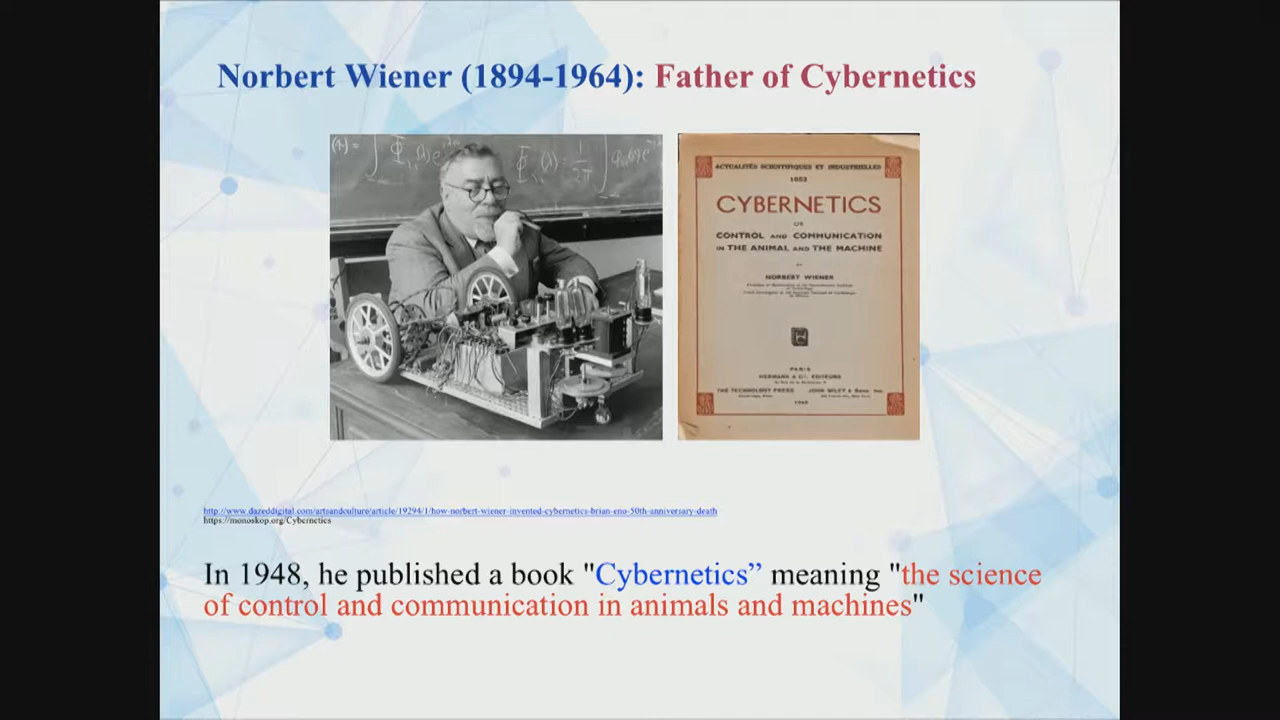 Norbert Wiener (1894-1964): Father of Cybernetics
ACTUALITÉS SCIENTIFIQUES ET INDUSTRIELLES
1053
CYBERNETICS
OR
CONTROL AND COMMUNICATION
IN THE ANIMAL AND THE MACHINE
BY
NORBERT WIENER
PARIS
HERMANN & Cie, EDITEURS
THE TECHNOLOGY PRESS JOHN WILEY & Sons, Inc.
1948
http://www.dazeddigital.com/artsandculture/article/19294/1/how-norbert-wiener-invented-cybernetics-brian-eno-50th-anniversary-death
https://monoskop.org/Cybernetics
In 1948, he published a book "Cybernetics” meaning "the science
of control and communication in animals and machines"